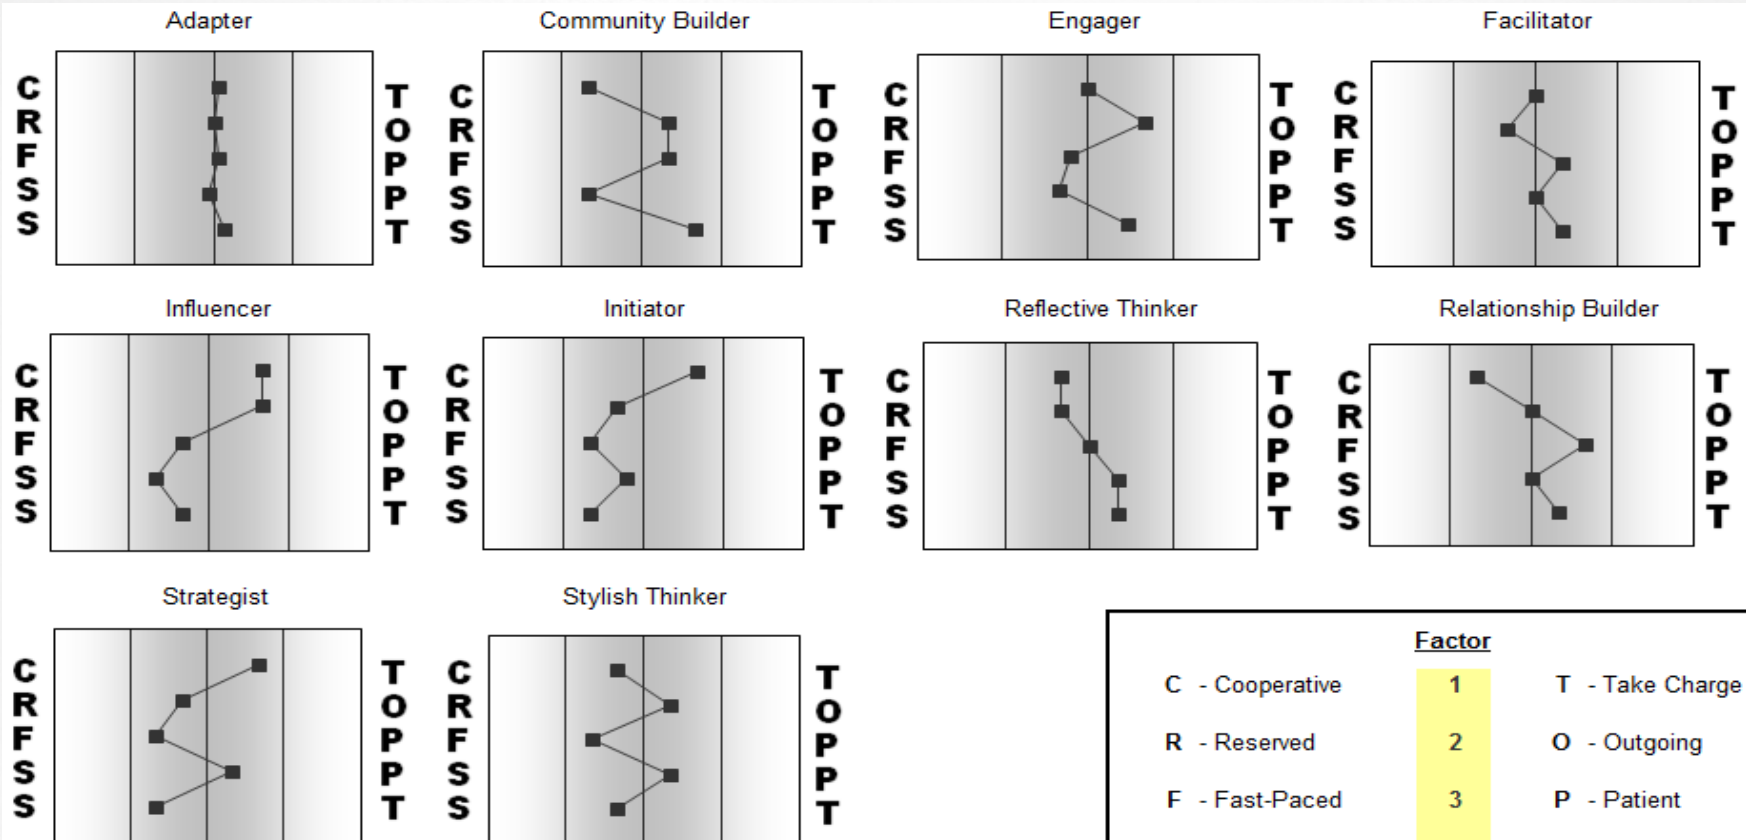 Adapter
C
R
F
S
S
T
O
P
P
T
Community Builder
C
R
F
S
S
T
O
P
P
T
Engager
C
R
F
S
S
T
O
P
P
T
Facilitator
C
R
F
S
S
T
O
P
P
T
Influencer
C
R
F
S
S
T
O
P
P
T
Initiator
C
R
F
S
S
T
O
P
P
T
Reflective Thinker
C
R
F
S
S
T
O
P
P
T
Relationship Builder
C
R
F
S
S
T
O
P
P
T
Strategist
C
R
F
S
S
T
O
P
P
T
Stylish Thinker
C
R
F
S
S
T
O
P
P
T
Factor
C - Cooperative 1 T - Take Charge
R - Reserved 2 O - Outgoing
F - Fast-Paced 3 P - Patient